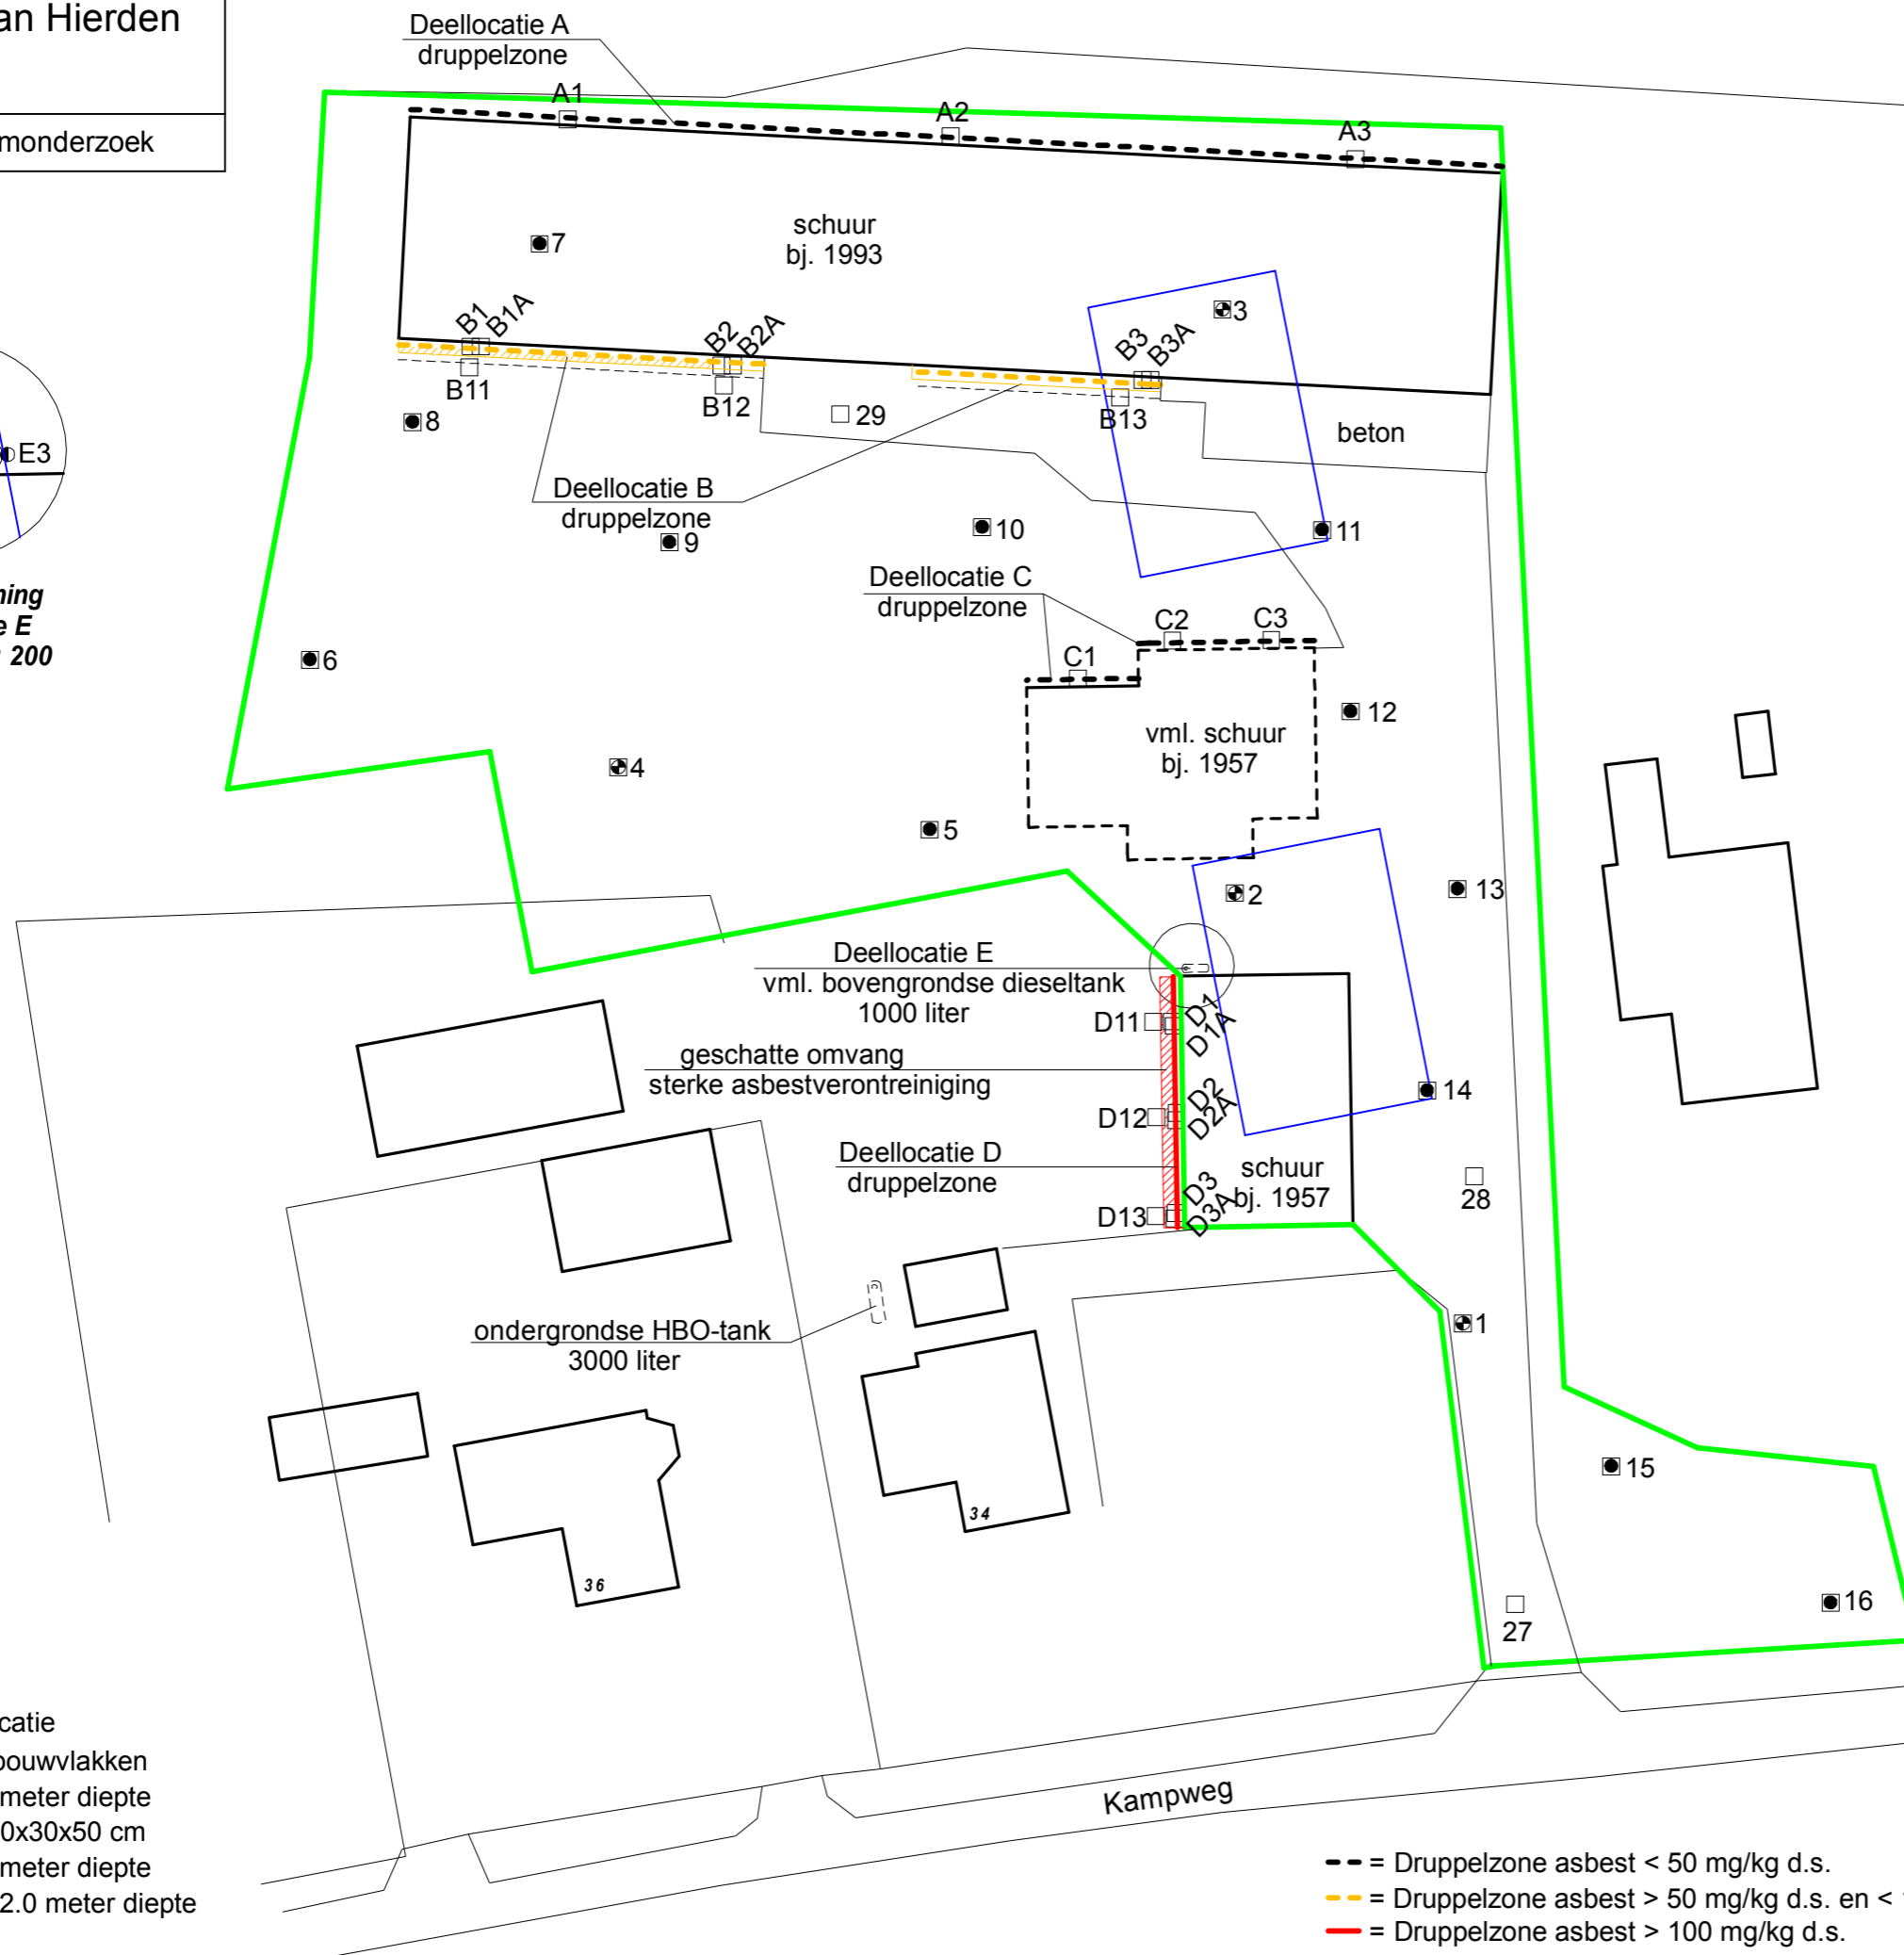 an Hierden
monderzoek
Deellocatie A
druppelzone
A1
A2
A3
schuur
bj. 1993
7
3
B1
B1A
B2
B2A
B3
B3A
B11
B12
B13
29
8
beton
E3
Deellocatie B
druppelzone
9
10
11
Deellocatie C
druppelzone
ning
e E
200
6
C1
C2
C3
12
vml. schuur
bj. 1957
4
5
2
13
Deellocatie E
vml. bovengrondse dieseltank
1000 liter
D11
D1
D1A
geschatte omvang
sterke asbestverontreiniging
D12
D2
D2A
14
Deellocatie D
druppelzone
schuur
bj. 1957
28
D13
D3
D3A
ondergrondse HBO-tank
3000 liter
1
15
34
36
27
16
catie
bouwvlakken
meter diepte
0x30x50 cm
meter diepte
2.0 meter diepte
Kampweg
= Druppelzone asbest < 50 mg/kg d.s.
= Druppelzone asbest > 50 mg/kg d.s. en <
= Druppelzone asbest > 100 mg/kg d.s.